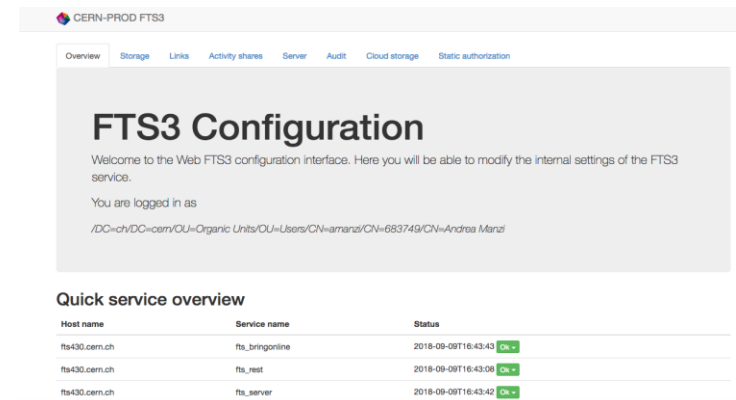 CERN-PROD FTS3
Overview Storage Links Activity shares Server Audit Cloud storage Static authorization
FTS3 Configuration
Welcome to the Web FTS3 configuration interface. Here you will be able to modify the internal settings of the FTS3
service.
You are logged in as
/DC=ch/DC=cern/OU=Organic Units/OU=Users/CN=amanzi/CN=683749/CN=Andrea Manzi
Quick service overview
Host name Service name Status
fts430.cern.ch fts_bringonline 2018-09-09T16:43:43 Ok
fts430.cern.ch fts_rest 2018-09-09T16:43:08 Ok
fts430.cern.ch fts_server 2018-09-09T16:43:42 Ok